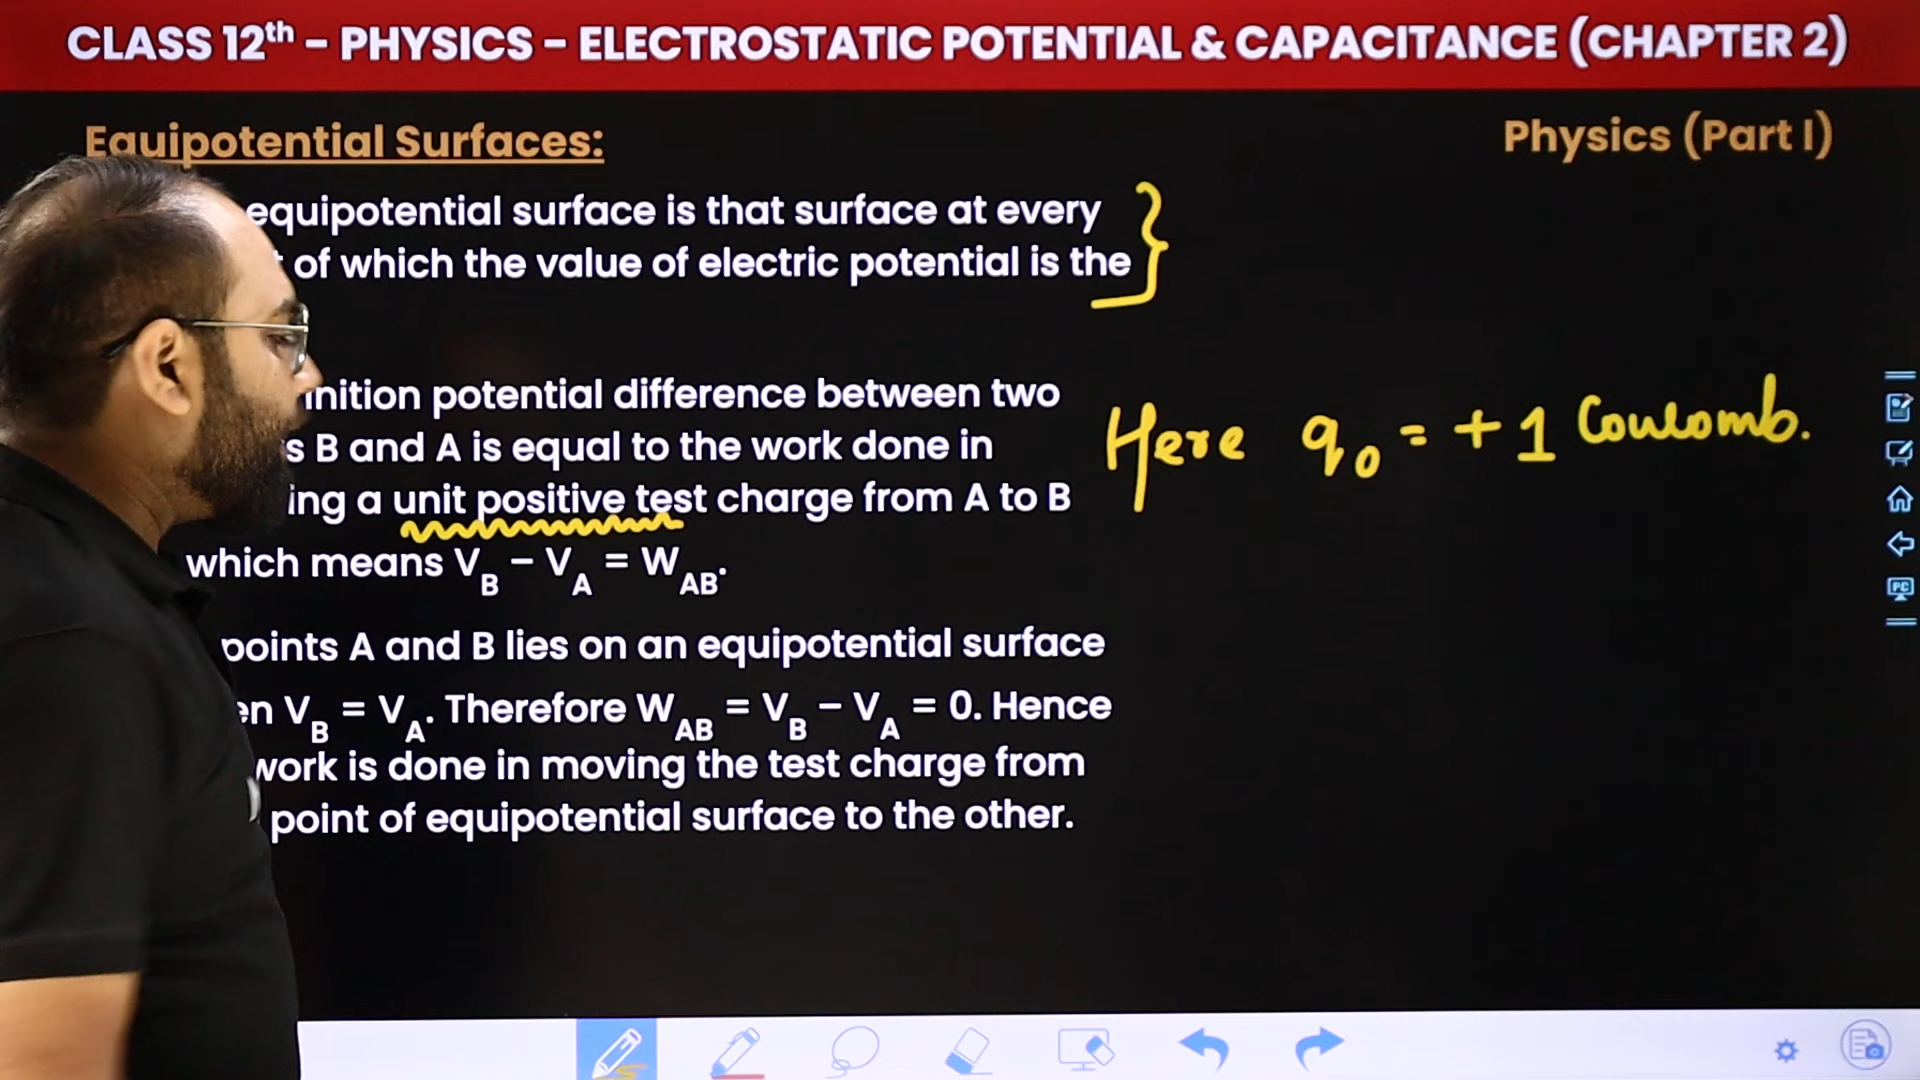 CLASS 12th – PHYSICS – ELECTROSTATIC POTENTIAL & CAPACITANCE (CHAPTER 2)
Equipotential Surfaces:
Physics (Part I)
equipotential surface is that surface at every
of which the value of electric potential is the
potential difference between two
B and A is equal to the work done in
a unit positive test charge from A to B
Here q0 = +1 Coulomb.
which means VB – VA = WAB.
points A and B lies on an equipotential surface
VB = VA. Therefore WAB = VB – VA = 0. Hence
work is done in moving the test charge from
point of equipotential surface to the other.
PC